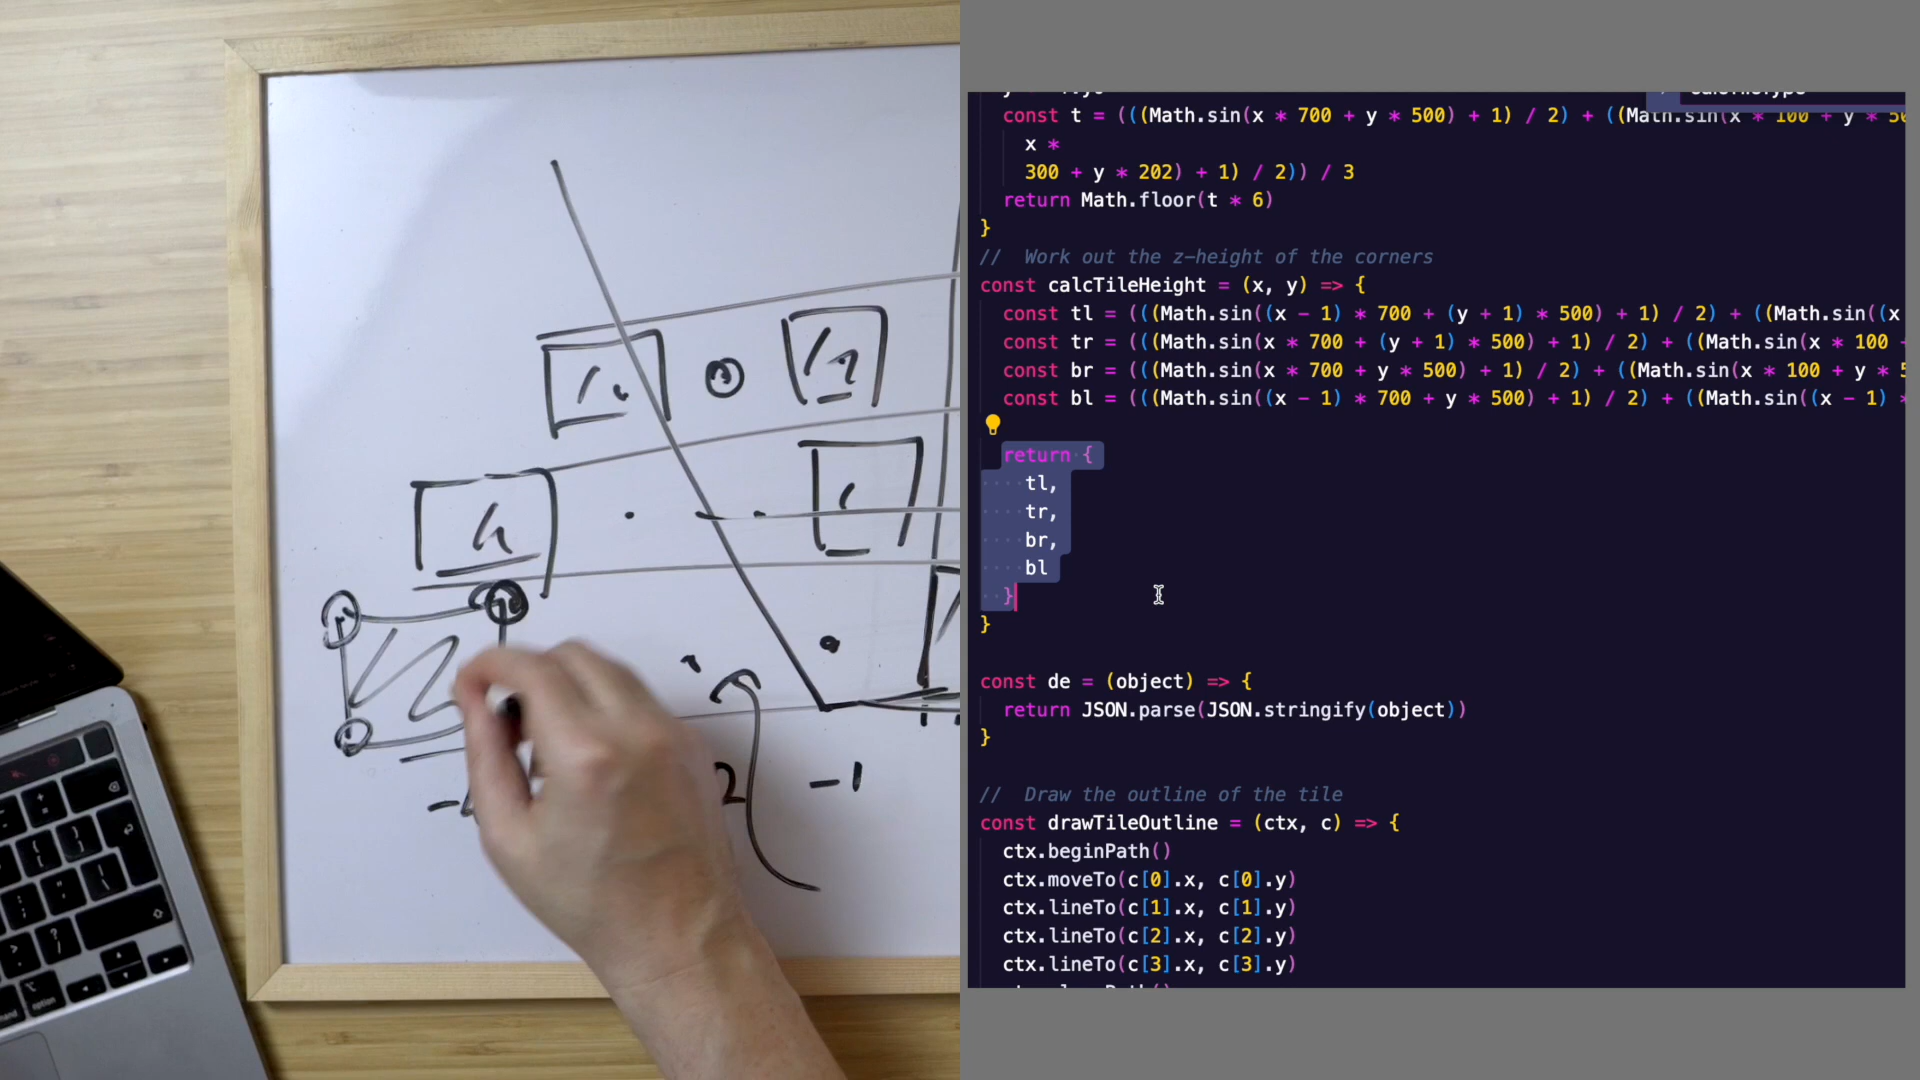 -1
2
const t = (((Math.sin(x * 700 + y * 500) + 1) / 2) + ((Math.sin(x * 100 + y * 50
x *
300 + y * 202) + 1) / 2)) / 3
return Math.floor(t * 6)
}
// Work out the z-height of the corners
const calcTileHeight = (x, y) => {
const tl = (((Math.sin((x - 1) * 700 + (y + 1) * 500) + 1) / 2) + ((Math.sin((x
const tr = (((Math.sin(x * 700 + (y + 1) * 500) + 1) / 2) + ((Math.sin(x * 100 +
const br = (((Math.sin(x * 700 + y * 500) + 1) / 2) + ((Math.sin(x * 100 + y * 5
const bl = (((Math.sin((x - 1) * 700 + y * 500) + 1) / 2) + ((Math.sin((x - 1) *
return {
tl,
tr,
br,
bl
}
}
const de = (object) => {
return JSON.parse(JSON.stringify(object))
}
// Draw the outline of the tile
const drawTileOutline = (ctx, c) => {
ctx.beginPath()
ctx.moveTo(c[0].x, c[0].y)
ctx.lineTo(c[1].x, c[1].y)
ctx.lineTo(c[2].x, c[2].y)
ctx.lineTo(c[3].x, c[3].y)